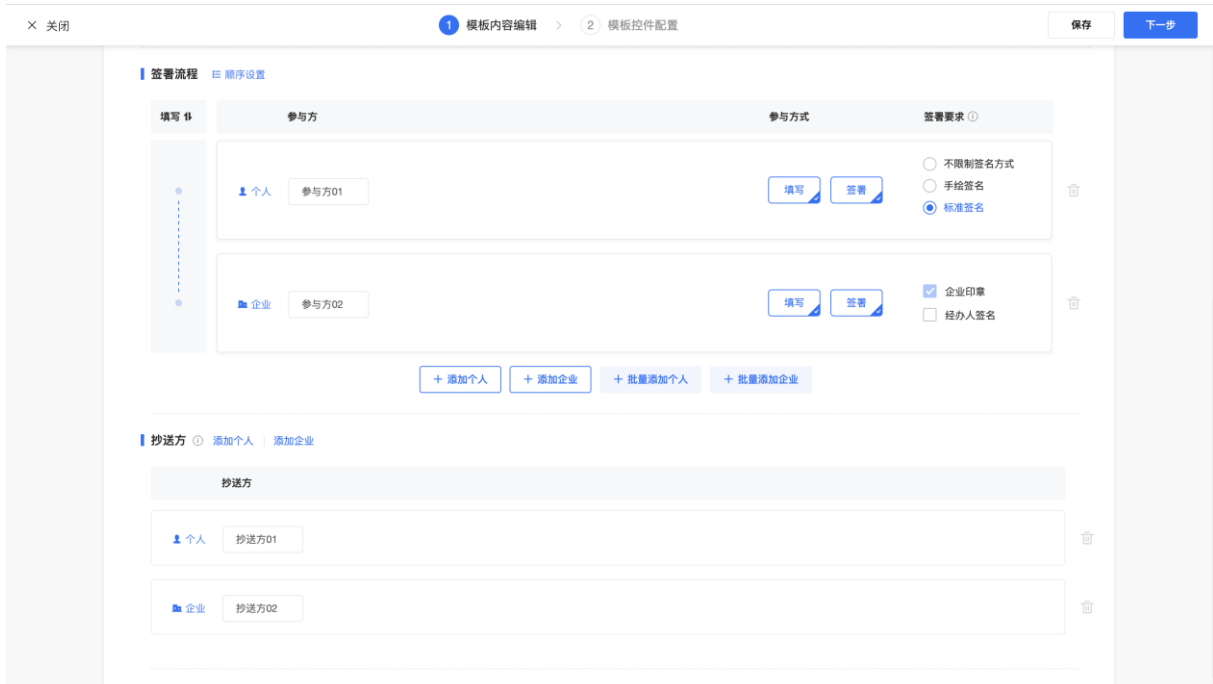 关闭
1 模板内容编辑 2 模板控件配置
保存 下一步
签署流程 顺序设置
填写 参与方 参与方式 签署要求
不限制签名方式
个人 参与方01 填写 签署 手绘签名
标准签名
企业 参与方02 填写 签署 企业印章
经办人签名
+ 添加个人 + 添加企业 + 批量添加个人 + 批量添加企业
抄送方 添加个人 添加企业
抄送方
个人 抄送方01
企业 抄送方02